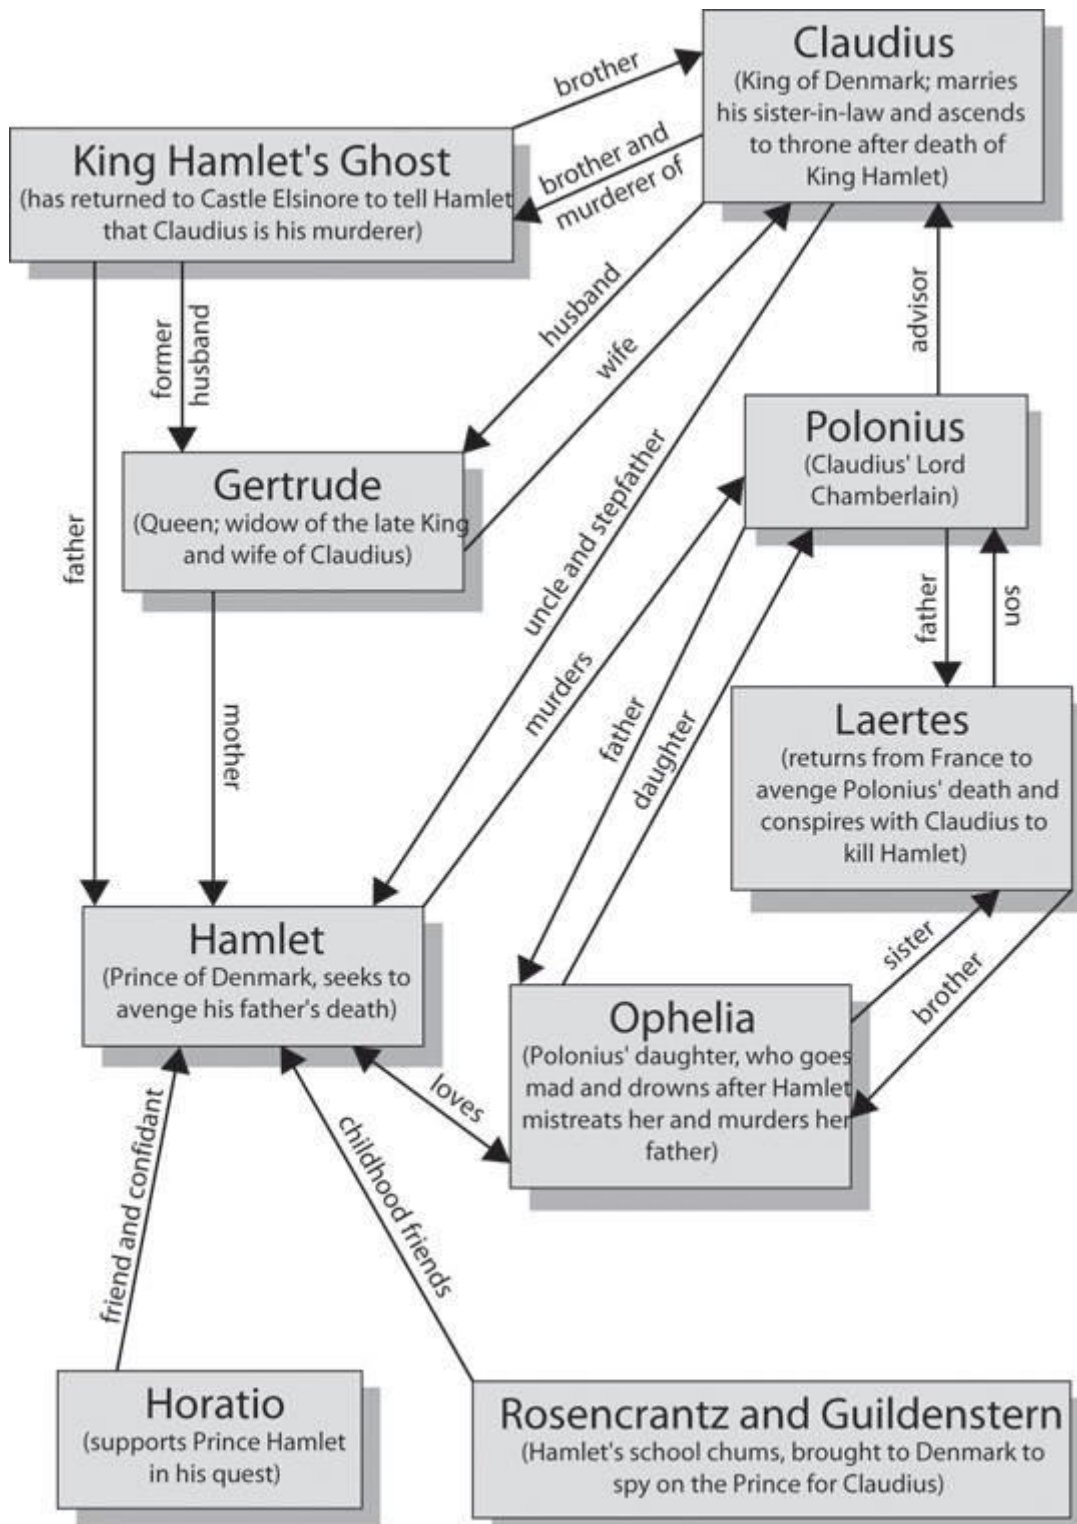 Claudius
(King of Denmark; marries
his sister-in-law and ascends
to throne after death of
King Hamlet)
brother
brother and
murderer of
King Hamlet's Ghost
(has returned to Castle Elsinore to tell Hamlet
that Claudius is his murderer)
husband
wife
advisor
former
husband
father
Polonius
(Claudius' Lord
Chamberlain)
Gertrude
(Queen; widow of the late King
and wife of Claudius)
uncle and stepfather
murders
father
daughter
father
son
mother
Laertes
(returns from France to
avenge Polonius' death and
conspires with Claudius to
kill Hamlet)
Hamlet
(Prince of Denmark, seeks to
avenge his father's death)
sister
brother
Ophelia
(Polonius' daughter, who goes
mad and drowns after Hamlet
mistreats her and murders her
father)
loves
friend and confidant
childhood friends
Horatio
(supports Prince Hamlet
in his quest)
Rosencrantz and Guildenstern
(Hamlet's school chums, brought to Denmark to
spy on the Prince for Claudius)